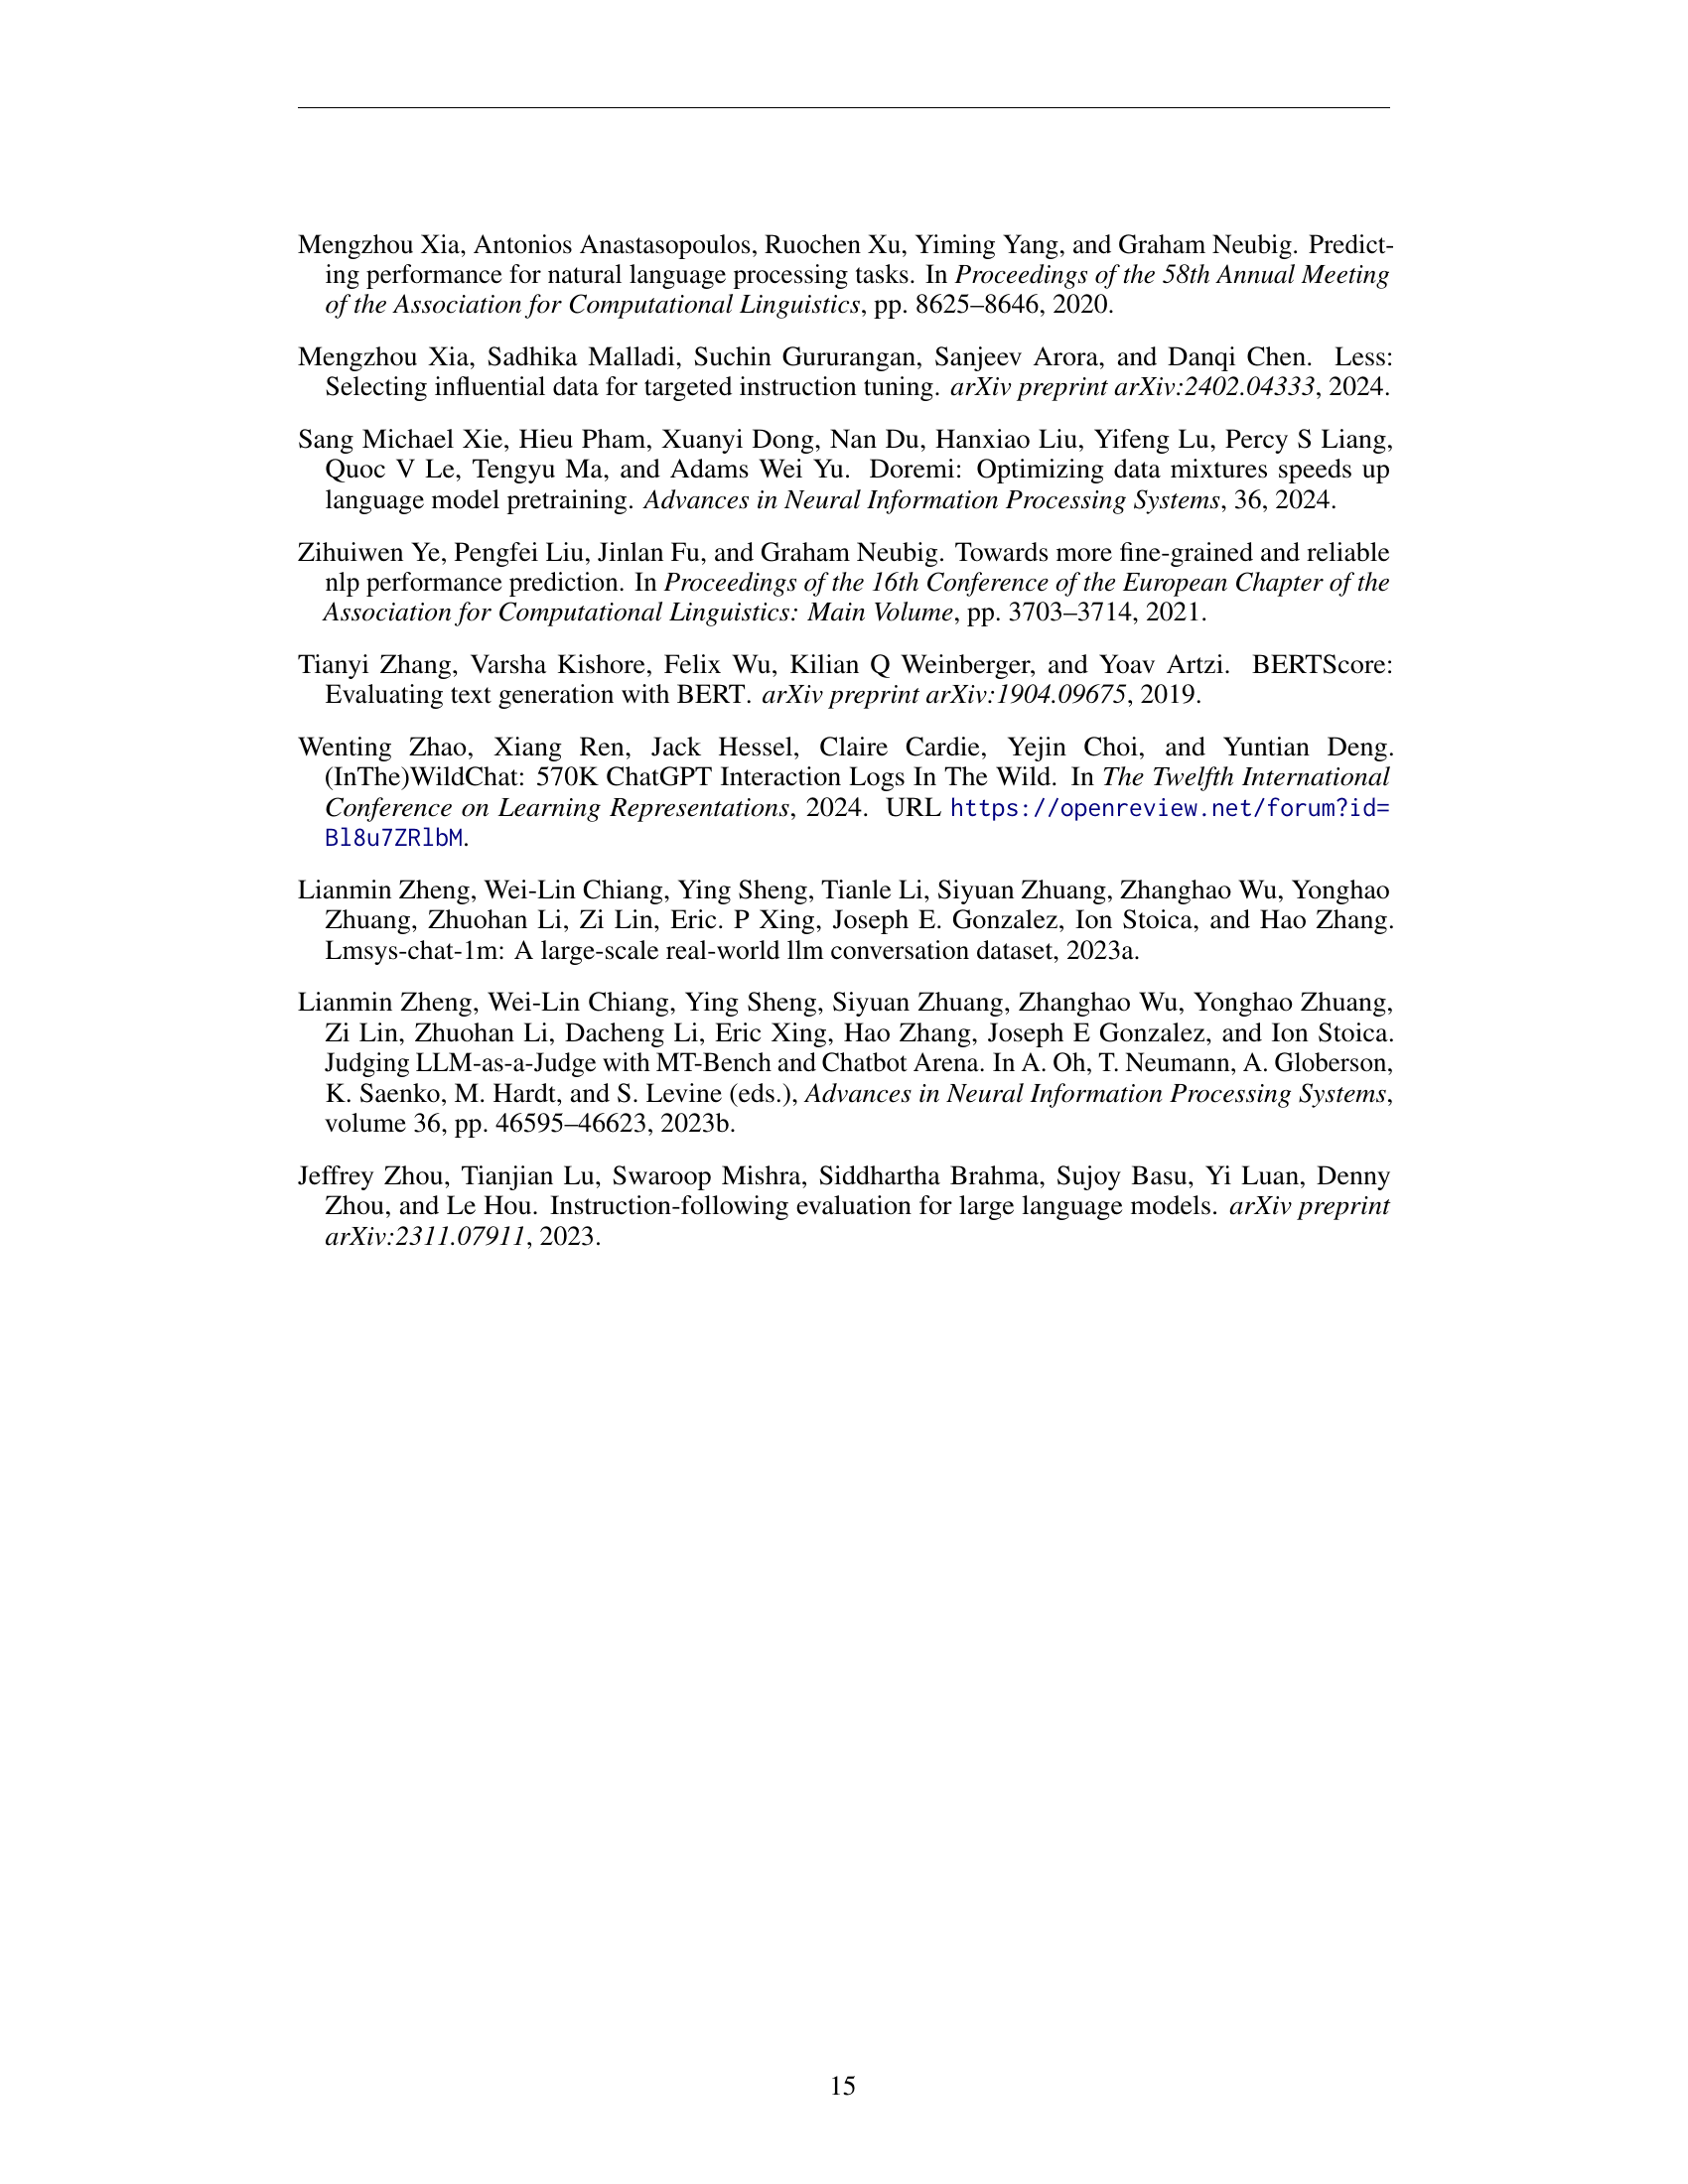 Mengzhou Xia, Antonios Anastasopoulos, Ruochen Xu, Yiming Yang, and Graham Neubig. Predict-
ing performance for natural language processing tasks. In Proceedings of the 58th Annual Meeting
of the Association for Computational Linguistics, pp. 8625–8646, 2020.
Mengzhou Xia, Sadhika Malladi, Suchin Gururangan, Sanjeev Arora, and Danqi Chen. Less:
Selecting influential data for targeted instruction tuning. arXiv preprint arXiv:2402.04333, 2024.
Sang Michael Xie, Hieu Pham, Xuanyi Dong, Nan Du, Hanxiao Liu, Yifeng Lu, Percy S Liang,
Quoc V Le, Tengyu Ma, and Adams Wei Yu. Doremi: Optimizing data mixtures speeds up
language model pretraining. Advances in Neural Information Processing Systems, 36, 2024.
Zihuiwen Ye, Pengfei Liu, Jinlan Fu, and Graham Neubig. Towards more fine-grained and reliable
nlp performance prediction. In Proceedings of the 16th Conference of the European Chapter of the
Association for Computational Linguistics: Main Volume, pp. 3703–3714, 2021.
Tianyi Zhang, Varsha Kishore, Felix Wu, Kilian Q Weinberger, and Yoav Artzi. BERTScore:
Evaluating text generation with BERT. arXiv preprint arXiv:1904.09675, 2019.
Wenting Zhao, Xiang Ren, Jack Hessel, Claire Cardie, Yejin Choi, and Yuntian Deng.
(InThe)WildChat: 570K ChatGPT Interaction Logs In The Wild. In The Twelfth International
Conference on Learning Representations, 2024. URL https://openreview.net/forum?id=
Bl8u7ZRlbM.
Lianmin Zheng, Wei-Lin Chiang, Ying Sheng, Tianle Li, Siyuan Zhuang, Zhanghao Wu, Yonghao
Zhuang, Zhuohan Li, Zi Lin, Eric. P Xing, Joseph E. Gonzalez, Ion Stoica, and Hao Zhang.
Lmsys-chat-1m: A large-scale real-world llm conversation dataset, 2023a.
Lianmin Zheng, Wei-Lin Chiang, Ying Sheng, Siyuan Zhuang, Zhanghao Wu, Yonghao Zhuang,
Zi Lin, Zhuohan Li, Dacheng Li, Eric Xing, Hao Zhang, Joseph E Gonzalez, and Ion Stoica.
Judging LLM-as-a-Judge with MT-Bench and Chatbot Arena. In A. Oh, T. Neumann, A. Globerson,
K. Saenko, M. Hardt, and S. Levine (eds.), Advances in Neural Information Processing Systems,
volume 36, pp. 46595–46623, 2023b.
Jeffrey Zhou, Tianjian Lu, Swaroop Mishra, Siddhartha Brahma, Sujoy Basu, Yi Luan, Denny
Zhou, and Le Hou. Instruction-following evaluation for large language models. arXiv preprint
arXiv:2311.07911, 2023.
15